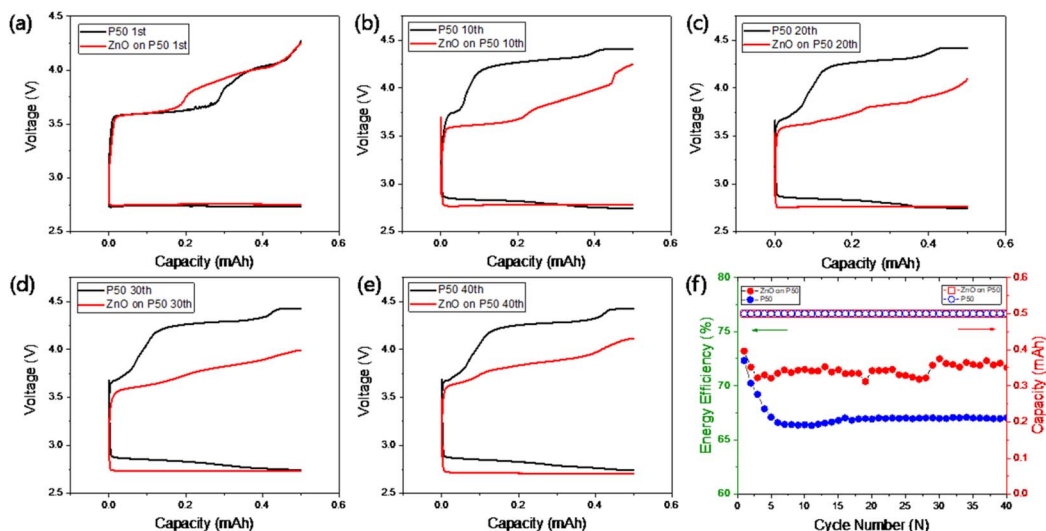 (a)
P50 1st
ZnO on P50 1st
4.5
4.0
3.5
3.0
2.5
Voltage (V)
0.0 0.2 0.4 0.6
Capacity (mAh)
(b)
P50 10th
ZnO on P50 10th
4.5
4.0
3.5
3.0
2.5
Voltage (V)
0.0 0.2 0.4 0.6
Capacity (mAh)
(c)
P50 20th
ZnO on P50 20th
4.5
4.0
3.5
3.0
2.5
Voltage (V)
0.0 0.2 0.4 0.6
Capacity (mAh)
(d)
P50 30th
ZnO on P50 30th
4.5
4.0
3.5
3.0
2.5
Voltage (V)
0.0 0.2 0.4 0.6
Capacity (mAh)
(e)
P50 40th
ZnO on P50 40th
4.5
4.0
3.5
3.0
2.5
Voltage (V)
0.0 0.2 0.4 0.6
Capacity (mAh)
(f)
ZnO on P50
P50
ZnO on P50
P50
80
75
70
65
60
Energy Efficiency (%)
0.6
0.5
0.4
0.3
0.2
0.1
0.0
Capacity (mAh)
0 5 10 15 20 25 30 35 40
Cycle Number (N)